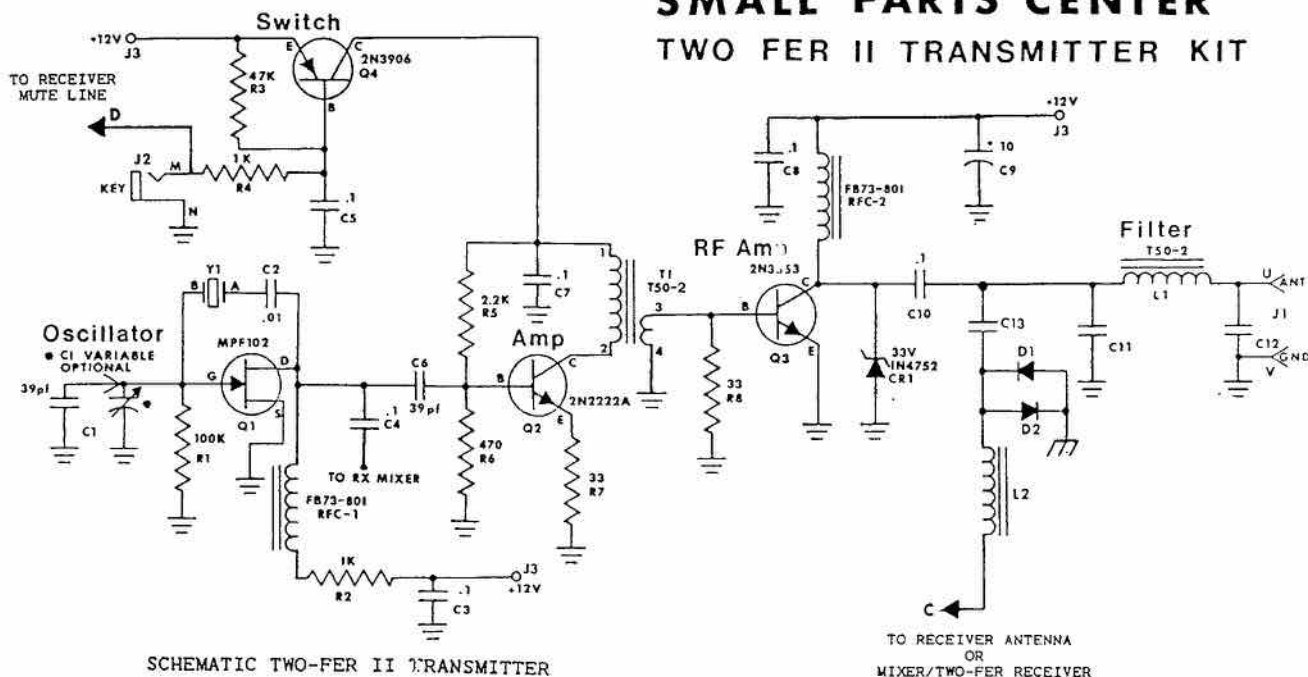 SMALL PARTS CENTER
TWO FER II TRANSMITTER KIT
Switch
+12V
J3
E
C
2N3906
Q4
B
47K
R3
TO RECEIVER
MUTE LINE
D
J2
M
1K
R4
KEY
N
.1
C5
+12V
J3
.1
C8
FB73-801
RFC-2
+ 10
C9
RF Amp
2N3553
Filter
T50-2
L1
U
ANT
J1
GND
V
C12
C11
.1
C10
C13
D1
D2
33V
IN4752
CR1
B
C
E
Q3
33
R8
T1
T50-2
1
2
3
4
.1
C7
2.2K
R5
Amp
B
C
E
2N2222A
Q2
470
R6
33
R7
Y1
C2
B
A
.01
Oscillator
C1 VARIABLE
OPTIONAL
MPF102
G
D
S
Q1
39pf
C1
100K
R1
C6
39pf
.1
C4
TO RX MIXER
FB73-801
RFC-1
1K
R2
J3
+12V
.1
C3
L2
C
TO RECEIVER ANTENNA
OR
MIXER/TWO-FER RECEIVER
SCHEMATIC TWO-FER II TRANSMITTER